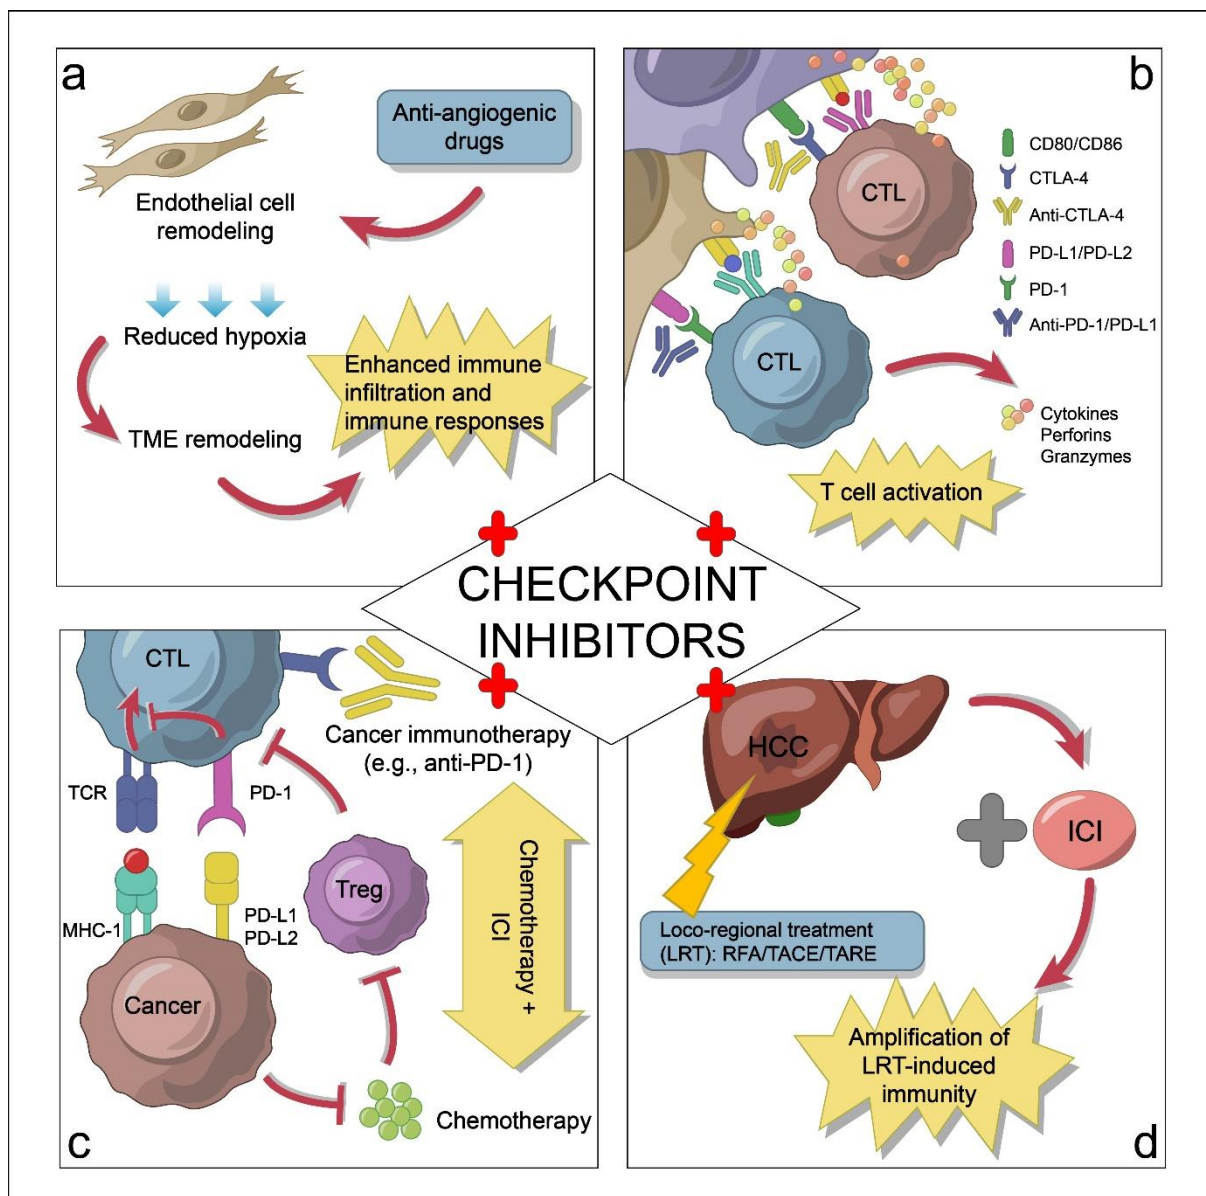 a
Anti-angiogenic
drugs
Endothelial cell
remodeling
Reduced hypoxia
Enhanced immune
infiltration and
immune responses
TME remodeling
b
CTL
CTL
CD80/CD86
CTLA-4
Anti-CTLA-4
PD-L1/PD-L2
PD-1
Anti-PD-1/PD-L1
Cytokines
Perforins
Granzymes
T cell activation
CHECKPOINT
INHIBITORS
CTL
Cancer immunotherapy
(e.g., anti-PD-1)
TCR
PD-1
MHC-1
PD-L1
PD-L2
Treg
Cancer
Chemotherapy +
ICI
Chemotherapy
c
HCC
ICI
Loco-regional treatment
(LRT): RFA/TACE/TARE
Amplification of
LRT-induced
immunity
d